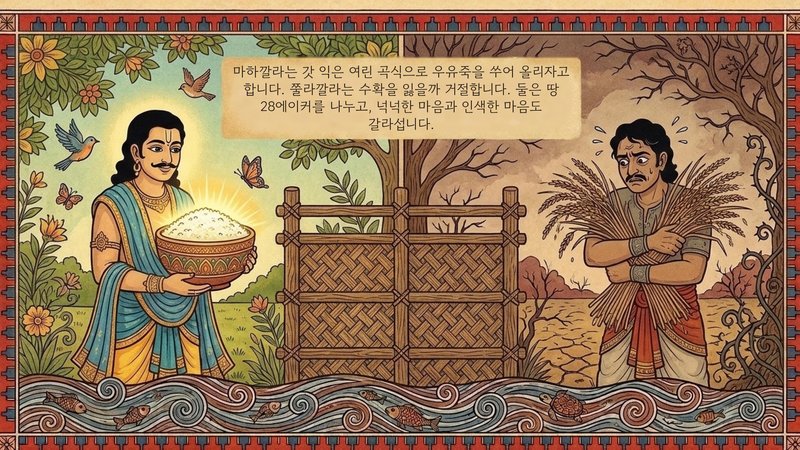 마하깔라는 갓 익은 여린 곡식으로 우유죽을 쑤어 올리자고
합니다. 쭐라깔라는 수확을 잃을까 거절합니다. 둘은 땅
28에이커를 나누고, 넉넉한 마음과 인색한 마음도
갈라섭니다.